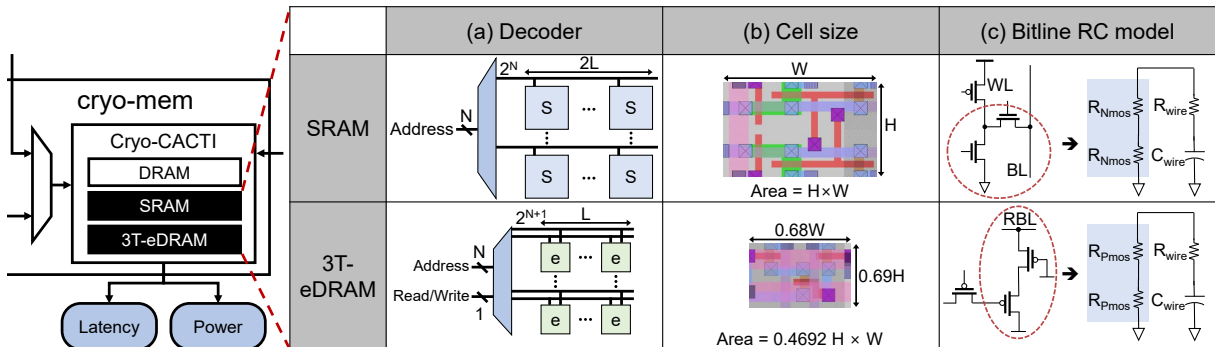 cryo-mem
Cryo-CACTI
DRAM
SRAM
3T-eDRAM
Latency
Power
(a) Decoder
(b) Cell size
(c) Bitline RC model
SRAM
Address
N
2^N
2L
S ... S
S ... S
W
H
Area = H×W
WL
BL
R_Nmos
R_Nmos
R_wire
C_wire
3T-
eDRAM
Address
N
Read/Write
1
2^{N+1}
L
e ... e
e ... e
0.68W
0.69H
Area = 0.4692 H × W
RBL
R_Pmos
R_Pmos
R_wire
C_wire